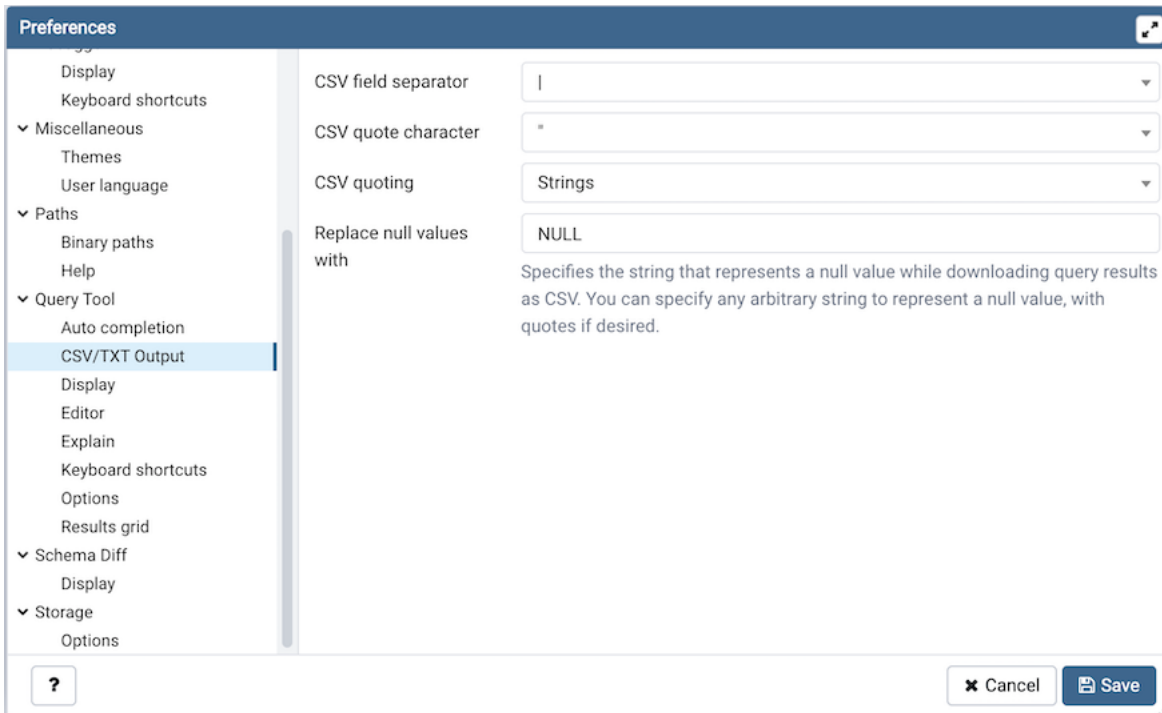 Preferences
Display
Keyboard shortcuts
Miscellaneous
Themes
User language
Paths
Binary paths
Help
Query Tool
Auto completion
CSV/TXT Output
Display
Editor
Explain
Keyboard shortcuts
Options
Results grid
Schema Diff
Display
Storage
Options
CSV field separator |
CSV quote character "
CSV quoting Strings
Replace null values
with
NULL
Specifies the string that represents a null value while downloading query results
as CSV. You can specify any arbitrary string to represent a null value, with
quotes if desired.
?
Cancel
Save